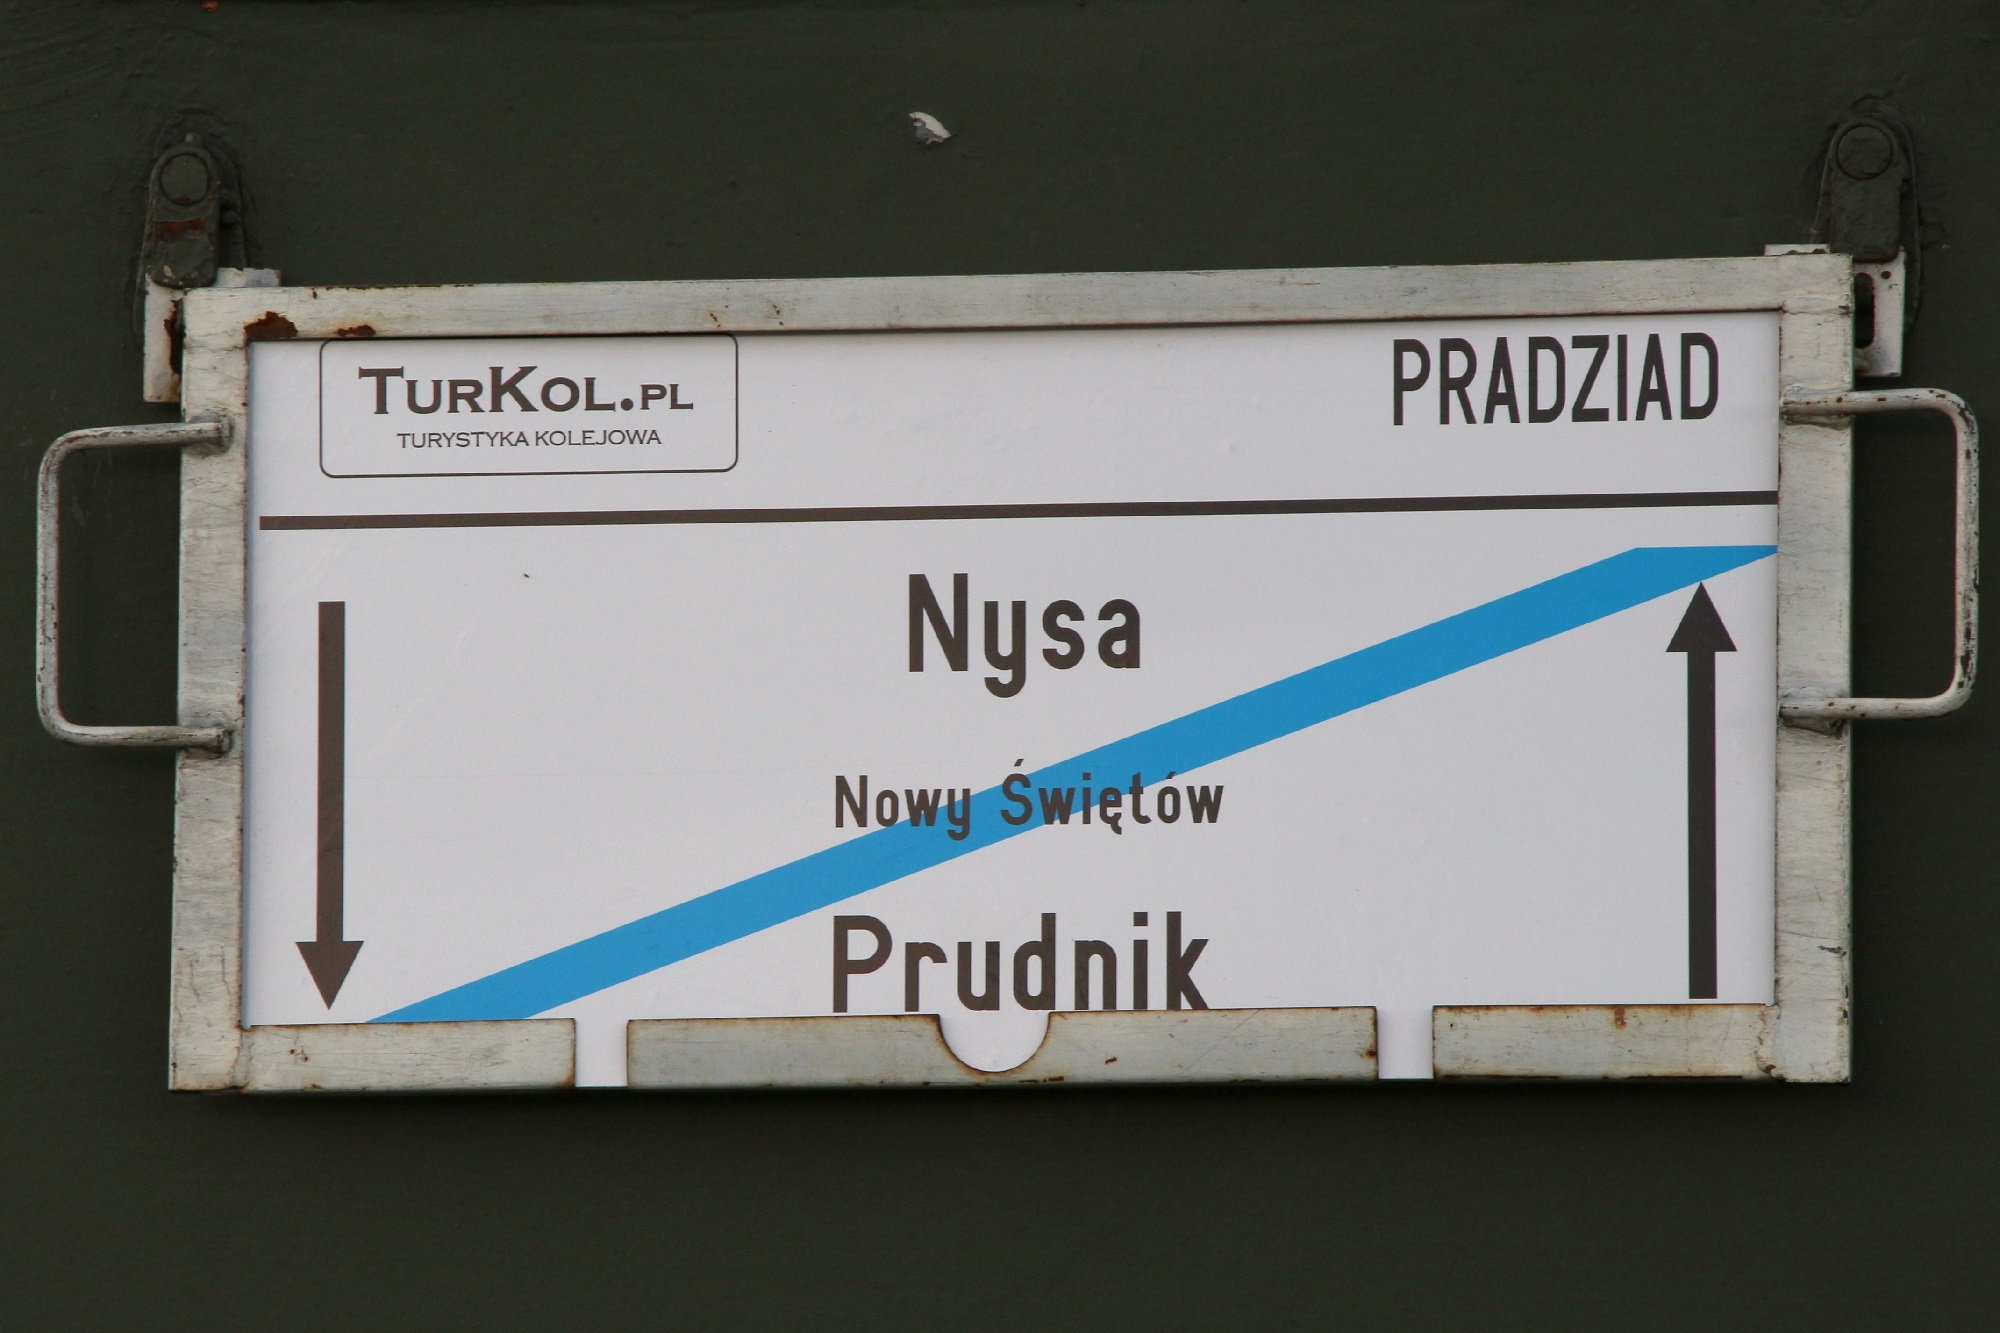 TurKol.pl
TURYSTYKA KOLEJOWA
PRADZIAD
Nysa
Nowy Świętów
Prudnik